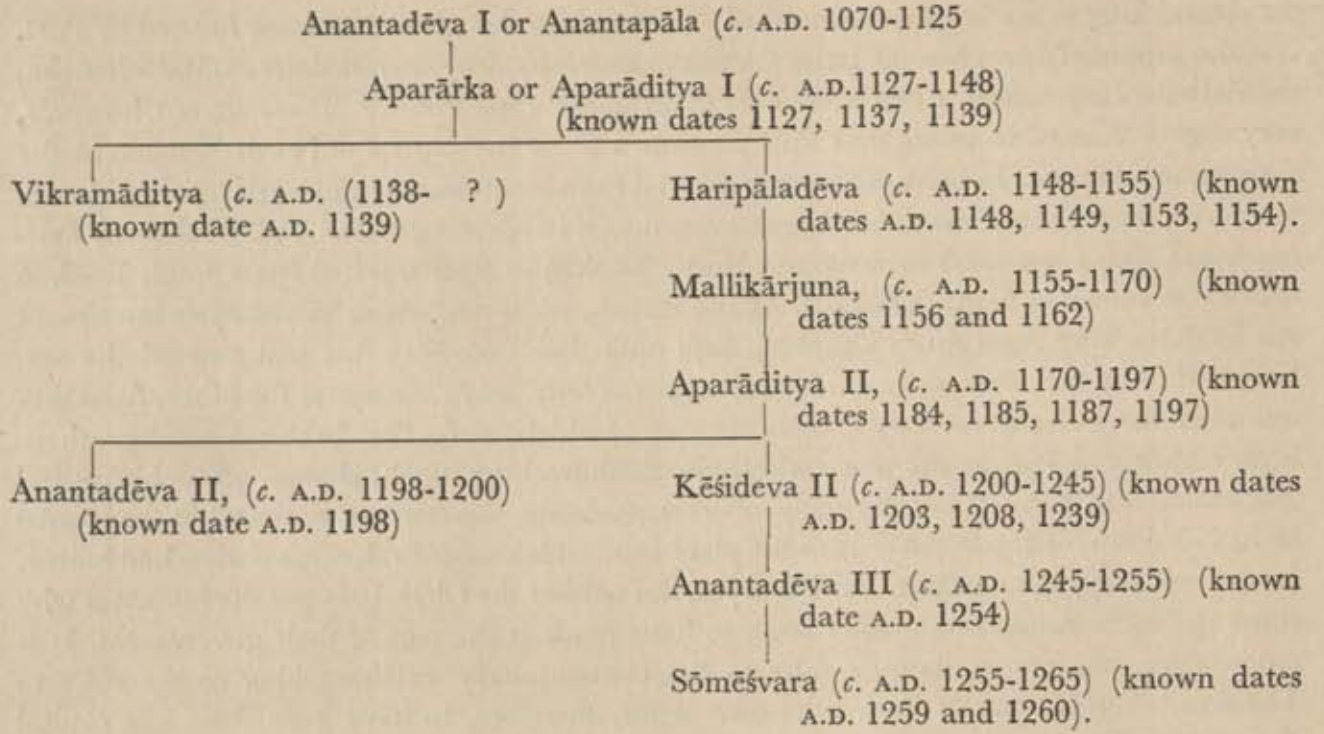 Anantadēva I or Anantapāla (c. A.D. 1070-1125
Aparārka or Aparāditya I (c. A.D.1127-1148)
(known dates 1127, 1137, 1139)
Vikramāditya (c. A.D. (1138- ? )
(known date A.D. 1139)
Haripāladēva (c. A.D. 1148-1155) (known
dates A.D. 1148, 1149, 1153, 1154).
Mallikārjuna, (c. A.D. 1155-1170) (known
dates 1156 and 1162)
Aparāditya II, (c. A.D. 1170-1197) (known
dates 1184, 1185, 1187, 1197)
Anantadēva II, (c. A.D. 1198-1200)
(known date A.D. 1198)
Kēśideva II (c. A.D. 1200-1245) (known dates
A.D. 1203, 1208, 1239)
Anantadēva III (c. A.D. 1245-1255) (known
date A.D. 1254)
Sōmēśvara (c. A.D. 1255-1265) (known dates
A.D. 1259 and 1260).